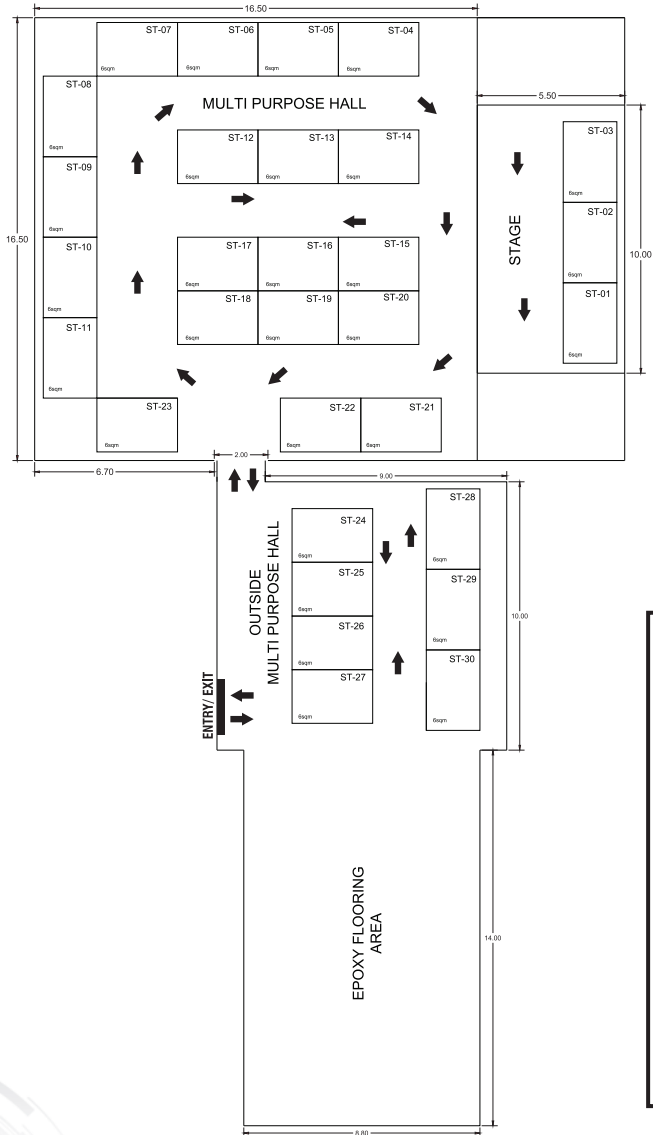 16.50
ST-07
6sqm
ST-06
6sqm
ST-05
6sqm
ST-04
6sqm
ST-08
6sqm
MULTI PURPOSE HALL
5.50
ST-03
6sqm
ST-12
6sqm
ST-13
6sqm
ST-14
6sqm
ST-09
6sqm
ST-02
6sqm
STAGE
16.50
10.00
ST-10
6sqm
ST-17
6sqm
ST-16
6sqm
ST-15
6sqm
ST-01
6sqm
ST-18
6sqm
ST-19
6sqm
ST-20
6sqm
ST-11
6sqm
ST-23
6sqm
ST-22
6sqm
ST-21
6sqm
2.00
6.70
9.00
ST-28
6sqm
ST-24
6sqm
OUTSIDE
MULTI PURPOSE HALL
ST-25
6sqm
ST-29
6sqm
10.00
ST-26
6sqm
ST-27
6sqm
ST-30
6sqm
ENTRY/ EXIT
EPOXY FLOORING
AREA
14.00
8.80